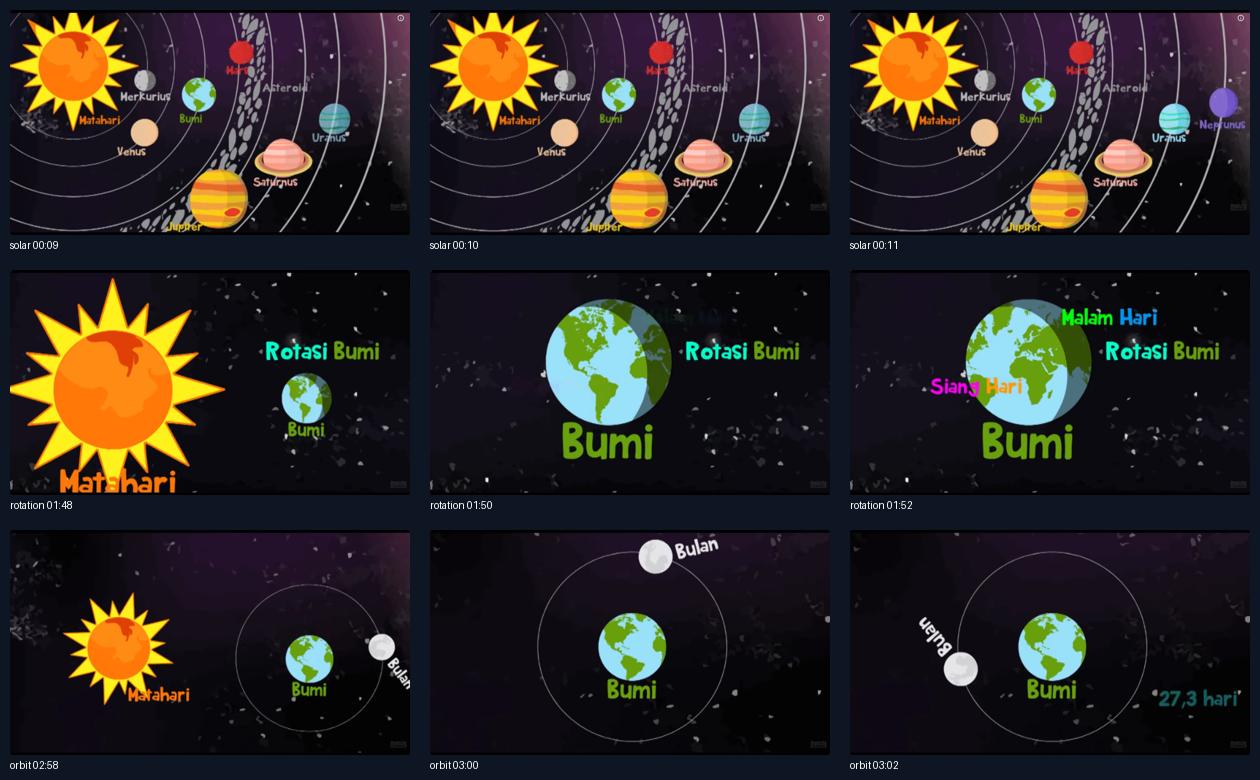 Mars
Merkurius
Asteroid
Matahari
Bumi
Uranus
Venus
Saturnus
Jupiter
solar 00:09
Mars
Merkurius
Asteroid
Matahari
Bumi
Uranus
Venus
Saturnus
Jupiter
solar 00:10
Mars
Merkurius
Asteroid
Matahari
Bumi
Neptunus
Uranus
Venus
Saturnus
Jupiter
solar 00:11
Rotasi Bumi
Bumi
Matahari
rotation 01:48
Rotasi Bumi
Bumi
rotation 01:50
Malam Hari
Rotasi Bumi
Siang Hari
Bumi
rotation 01:52
Bulan
Matahari
Bumi
orbit 02:58
Bulan
Bumi
orbit 03:00
Bulan
Bumi
27,3 hari
orbit 03:02